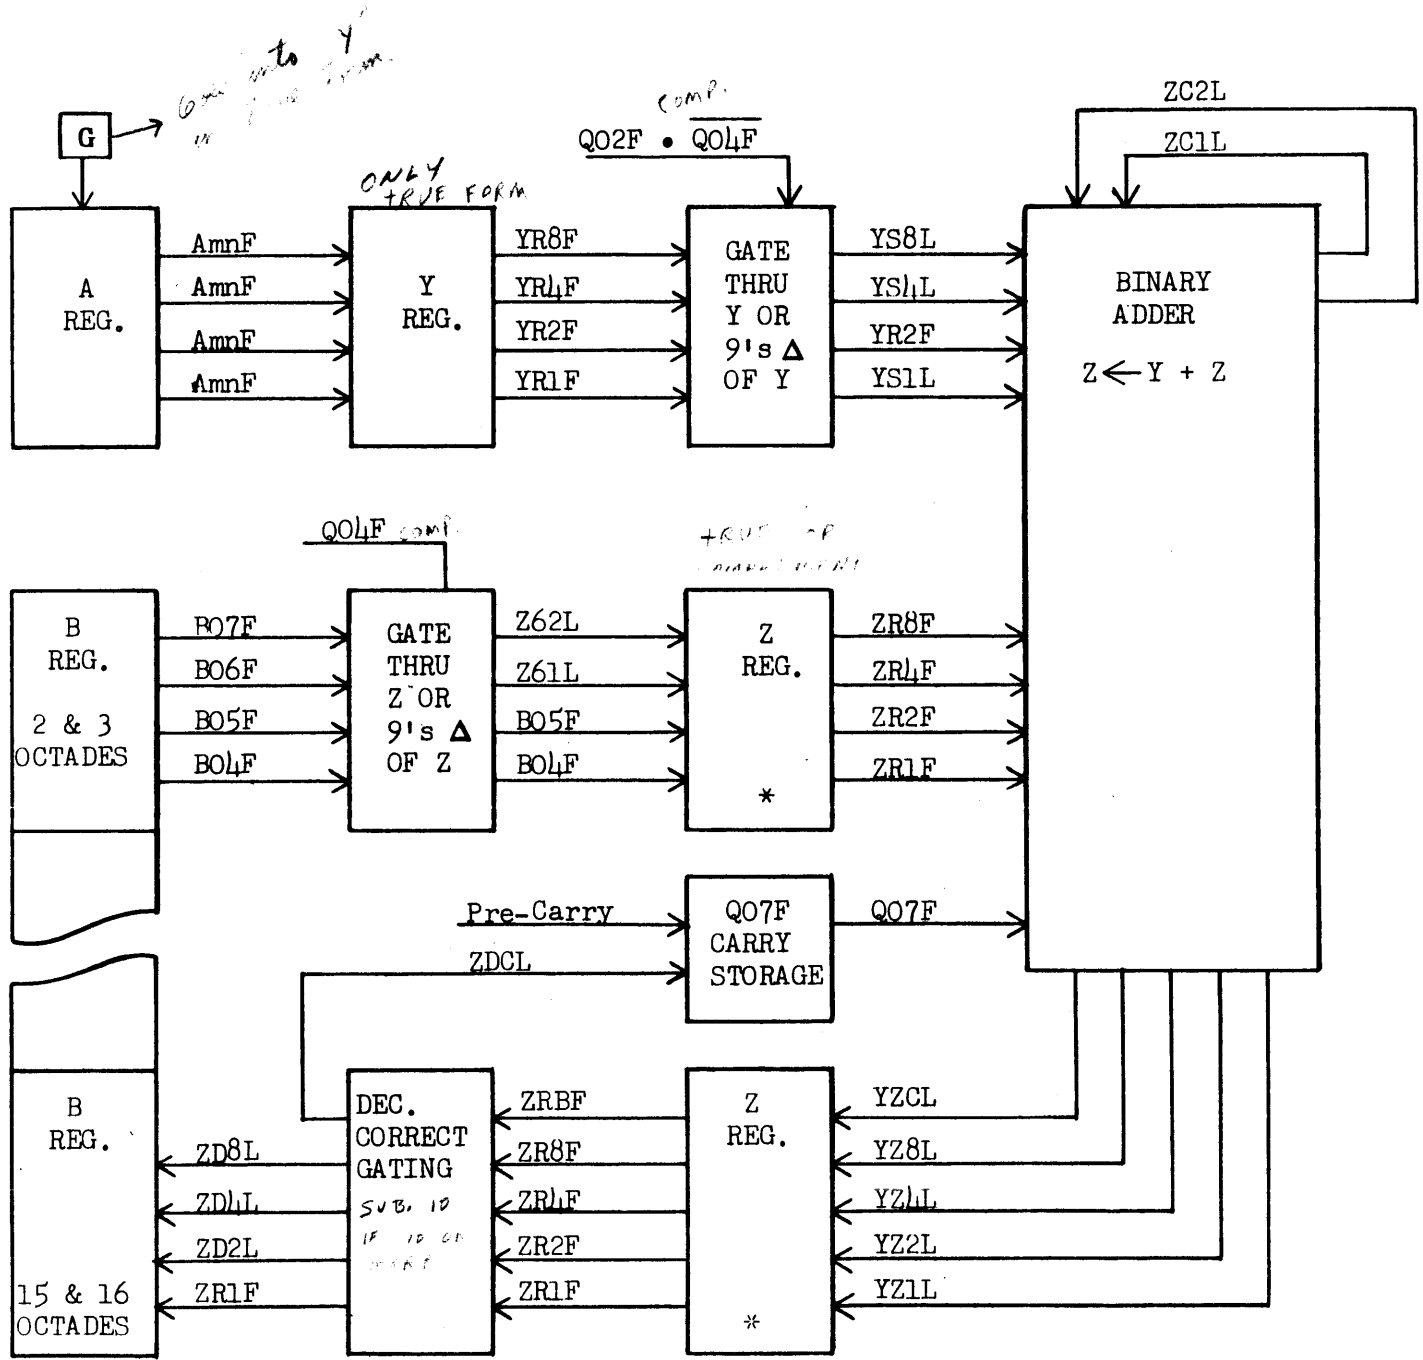 into Y
G
comp.
Q02F • Q04F
ZC2L
ZC1L
ONLY
TRUE FORM
A
REG.
AmnF
AmnF
AmnF
AmnF
Y
REG.
YR8F
YR4F
YR2F
YR1F
GATE
THRU
Y OR
9's Δ
OF Y
YS8L
YS4L
YR2F
YS1L
BINARY
ADDER
Z ← Y + Z
Q04F comp.
TRUE OR
B
REG.
2 & 3
OCTADES
B07F
B06F
B05F
B04F
GATE
THRU
Z OR
9's Δ
OF Z
Z62L
Z61L
B05F
B04F
Z
REG.
*
ZR8F
ZR4F
ZR2F
ZR1F
Pre-Carry
ZDCL
Q07F
CARRY
STORAGE
Q07F
B
REG.
15 & 16
OCTADES
ZD8L
ZD4L
ZD2L
ZR1F
DEC.
CORRECT
GATING
SUB. 10
IF 10 OR
ZRBF
ZR8F
ZR4F
ZR2F
ZR1F
Z
REG.
*
YZCL
YZ8L
YZ4L
YZ2L
YZ1L